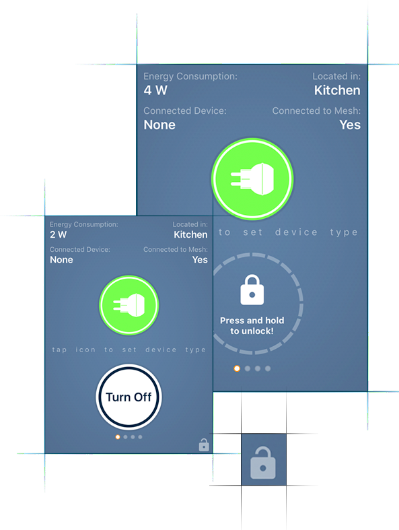 Energy Consumption:
Located in:
4 W
Kitchen
Connected Device:
Connected to Mesh:
None
Yes
to set device type
Press and hold
to unlock!
Energy Consumption:
Located in:
2 W
Kitchen
Connected Device:
Connected to Mesh:
None
Yes
tap icon to set device type
Turn Off